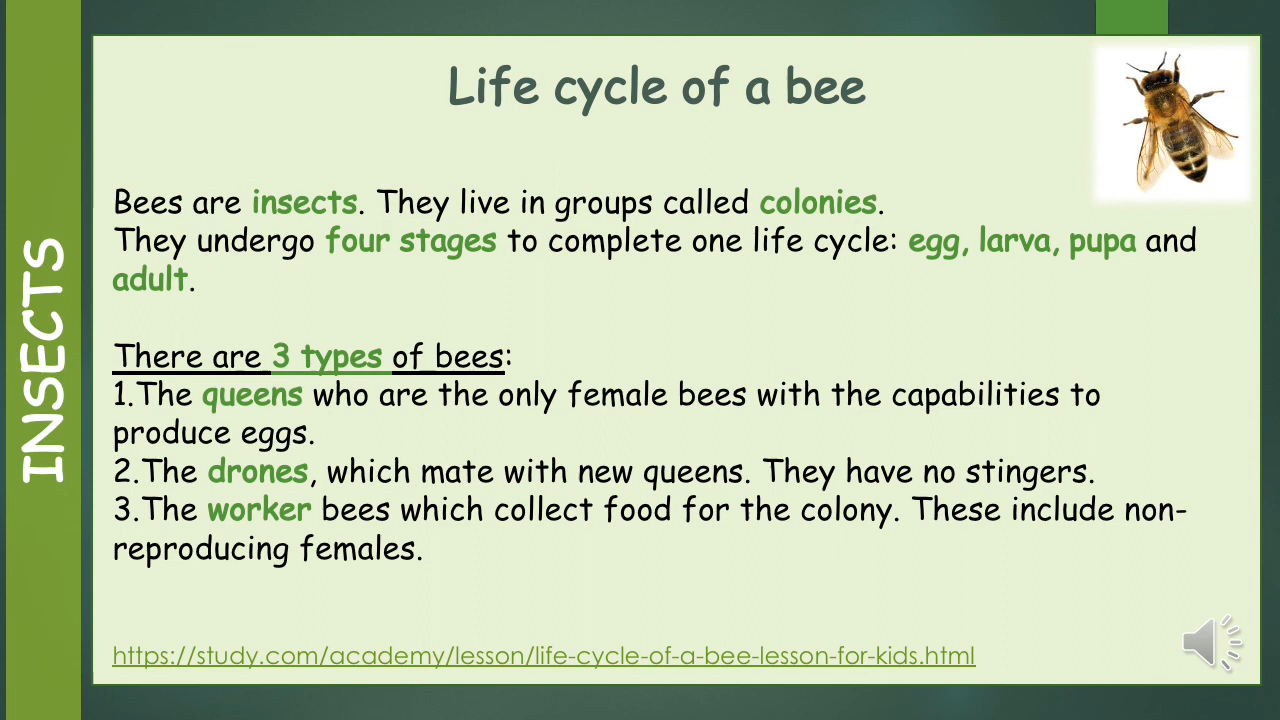 Life cycle of a bee
INSECTS
Bees are insects. They live in groups called colonies.
They undergo four stages to complete one life cycle: egg, larva, pupa and
adult.
There are 3 types of bees:
1.The queens who are the only female bees with the capabilities to
produce eggs.
2.The drones, which mate with new queens. They have no stingers.
3.The worker bees which collect food for the colony. These include non-
reproducing females.
https://study.com/academy/lesson/life-cycle-of-a-bee-lesson-for-kids.html